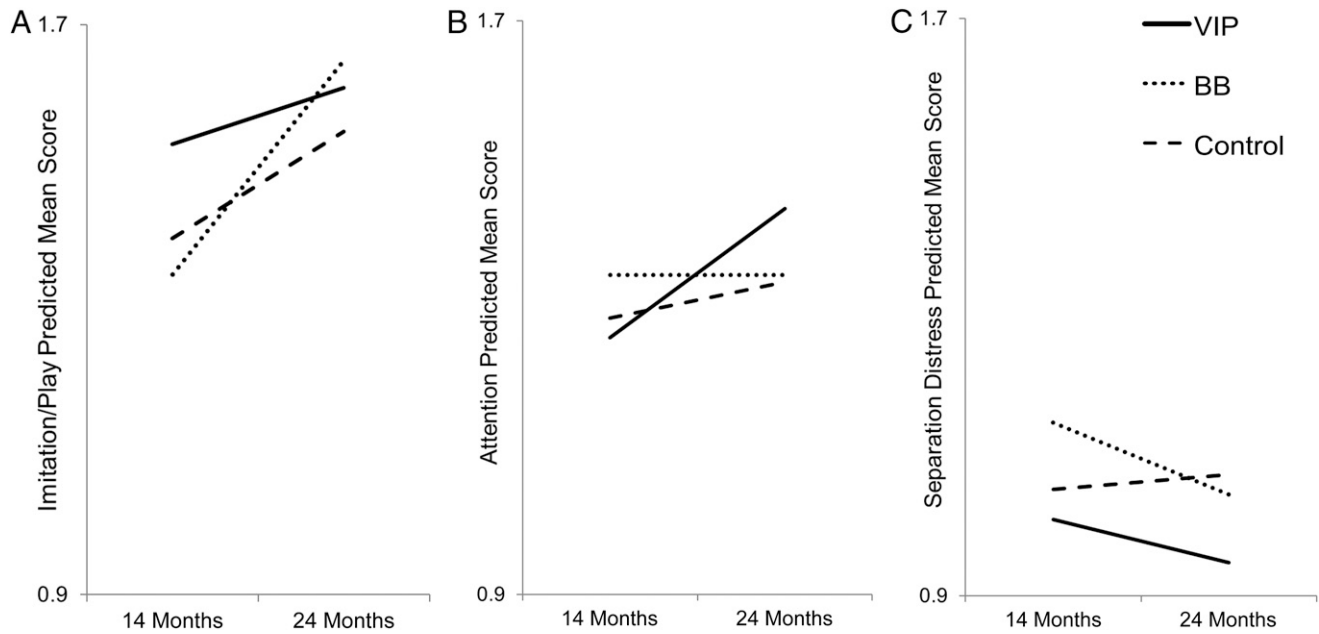 A
1.7
Imitation/Play Predicted Mean Score
0.9
14 Months
24 Months
B
1.7
Attention Predicted Mean Score
0.9
14 Months
24 Months
C
1.7
Separation Distress Predicted Mean Score
0.9
14 Months
24 Months
VIP
BB
Control